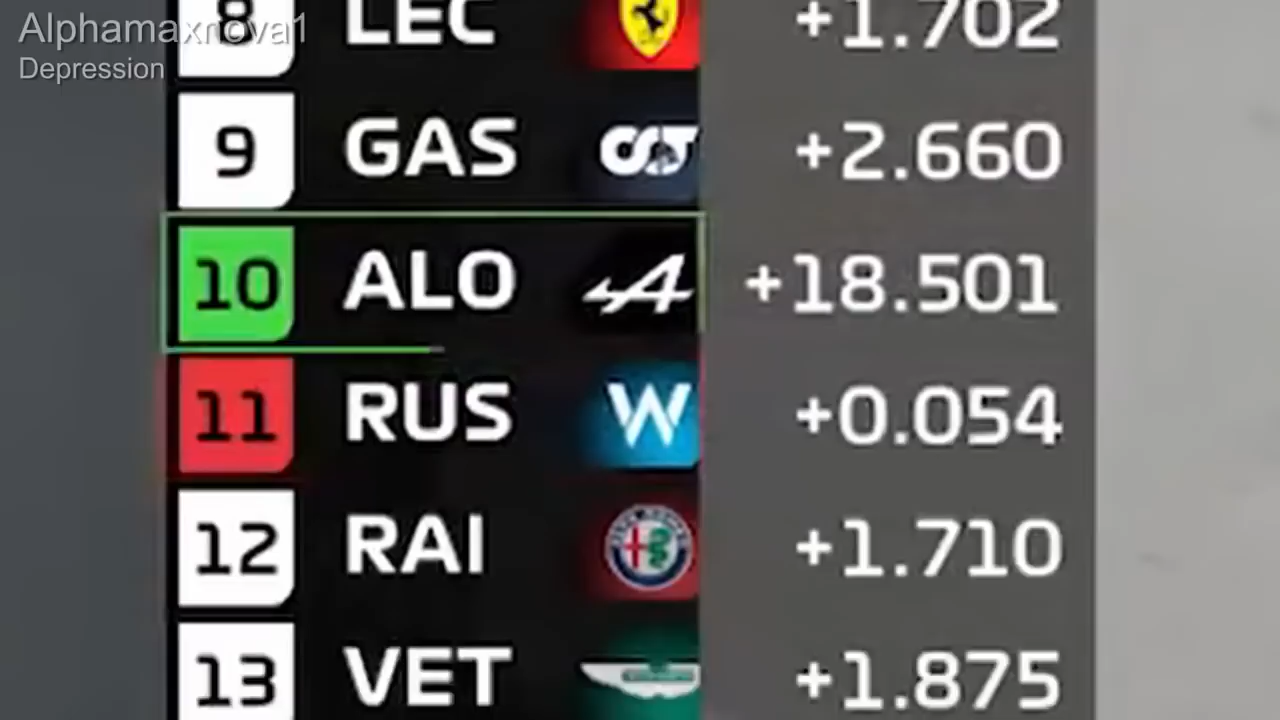 Alphamaxnova1
Depression
8 LEC +1.702
9 GAS +2.660
10 ALO +18.501
11 RUS W +0.054
12 RAI +1.710
13 VET +1.875